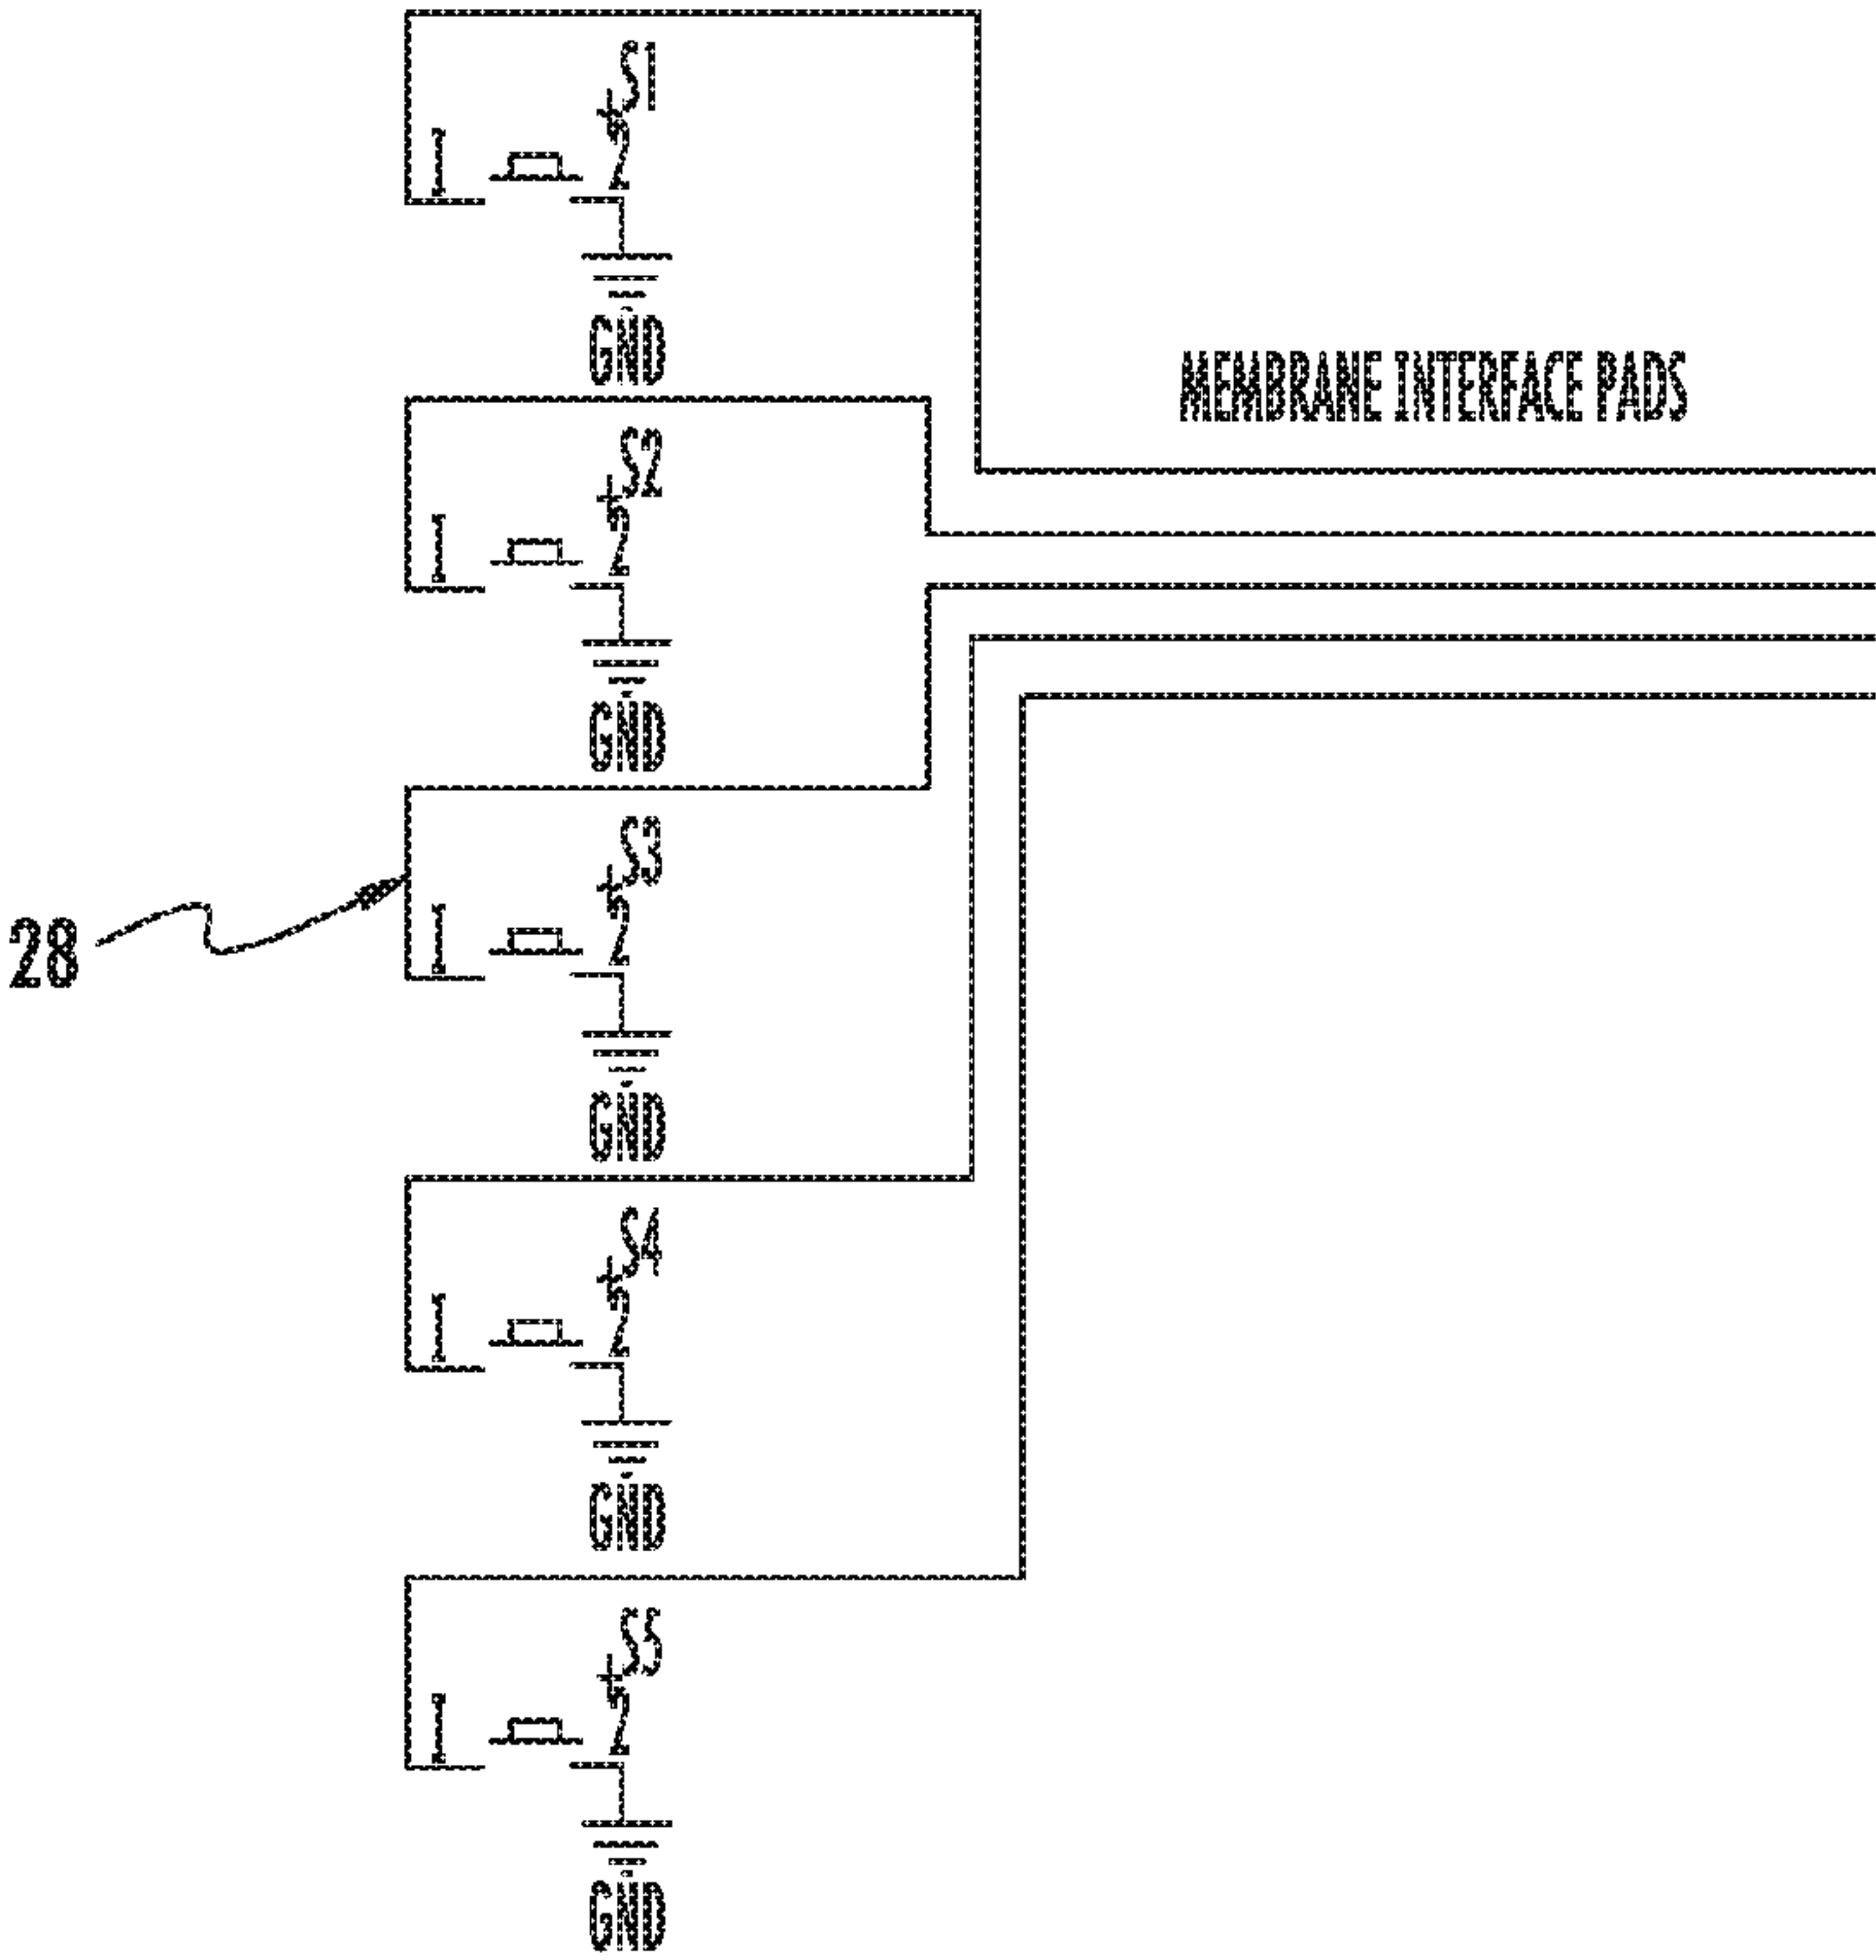 S1
1
2
GND
MEMBRANE INTERFACE PADS
S2
1
2
GND
S3
28
1
2
GND
S4
1
2
GND
S5
1
2
GND